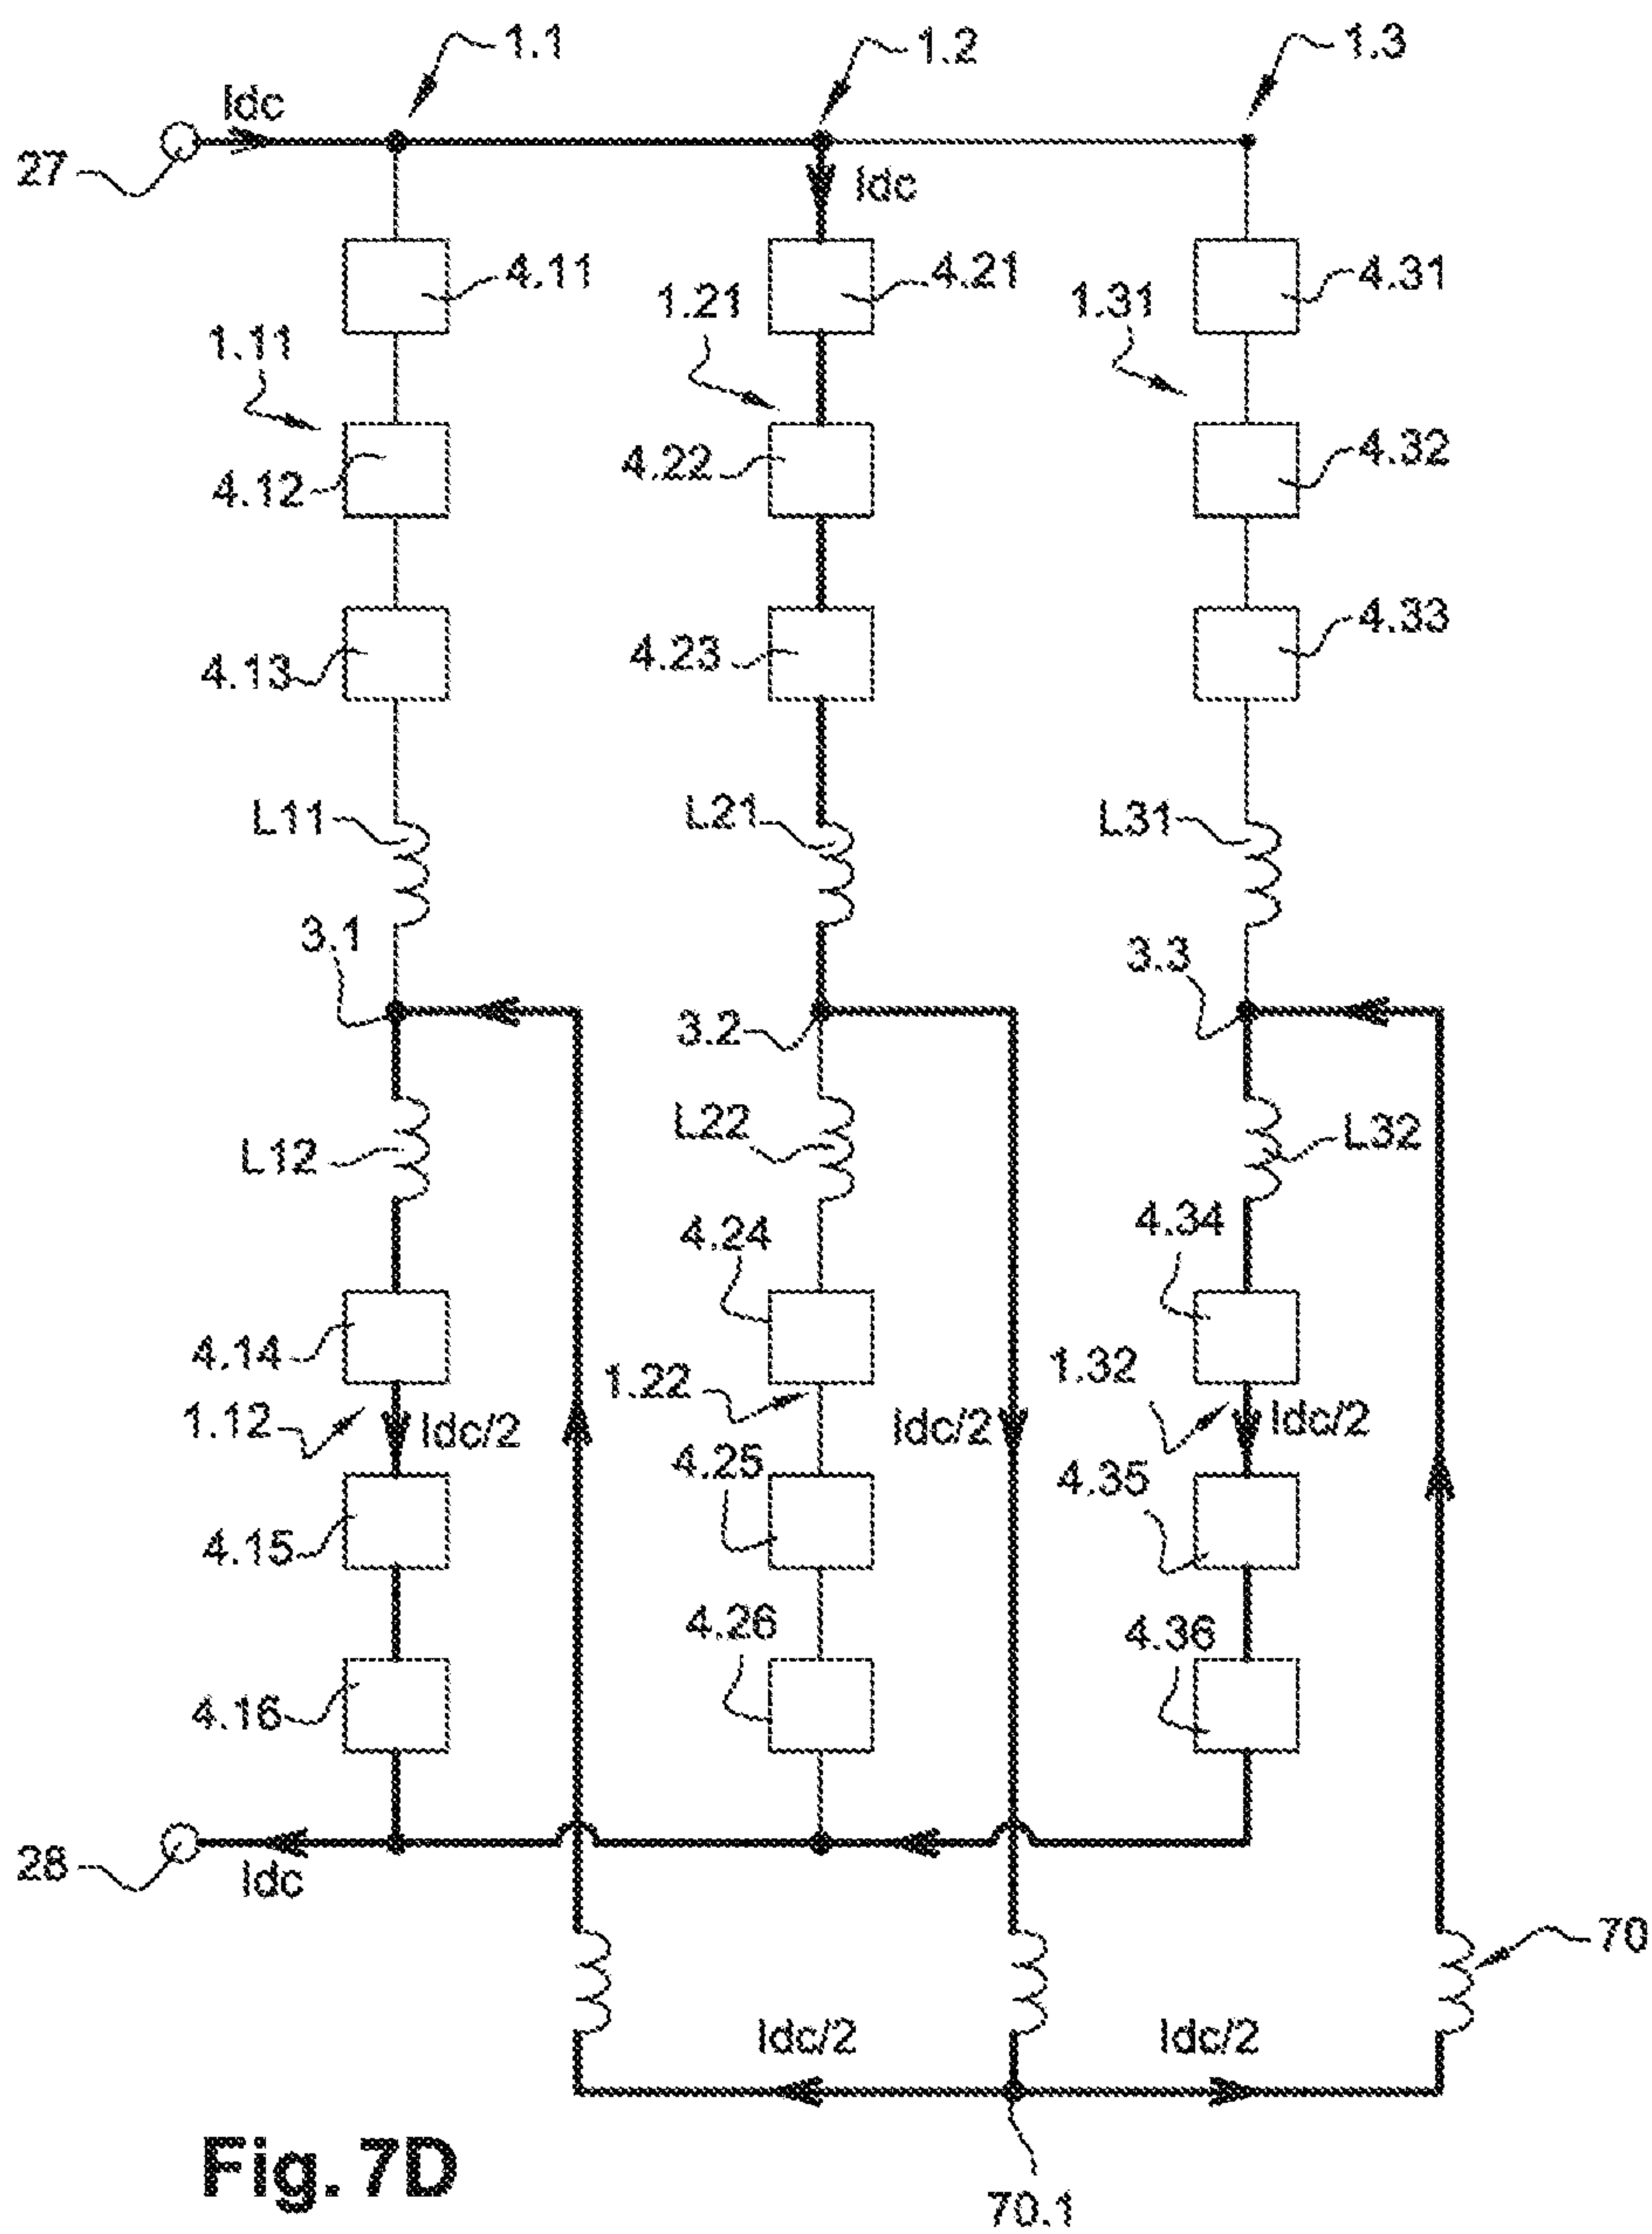 1.1
1.2
1.3
Idc
27
Idc
4.11
4.21
4.31
1.21
1.31
1.11
4.12
4.22
4.32
4.13
4.23
4.33
L11
L21
L31
3.1
3.2
3.3
L12
L22
L32
4.24
4.34
4.14
1.22
1.32
1.12
Idc/2
Idc/2
Idc/2
4.25
4.35
4.15
4.26
4.36
4.16
28
Idc
70
Idc/2
Idc/2
Fig. 7D
70.1